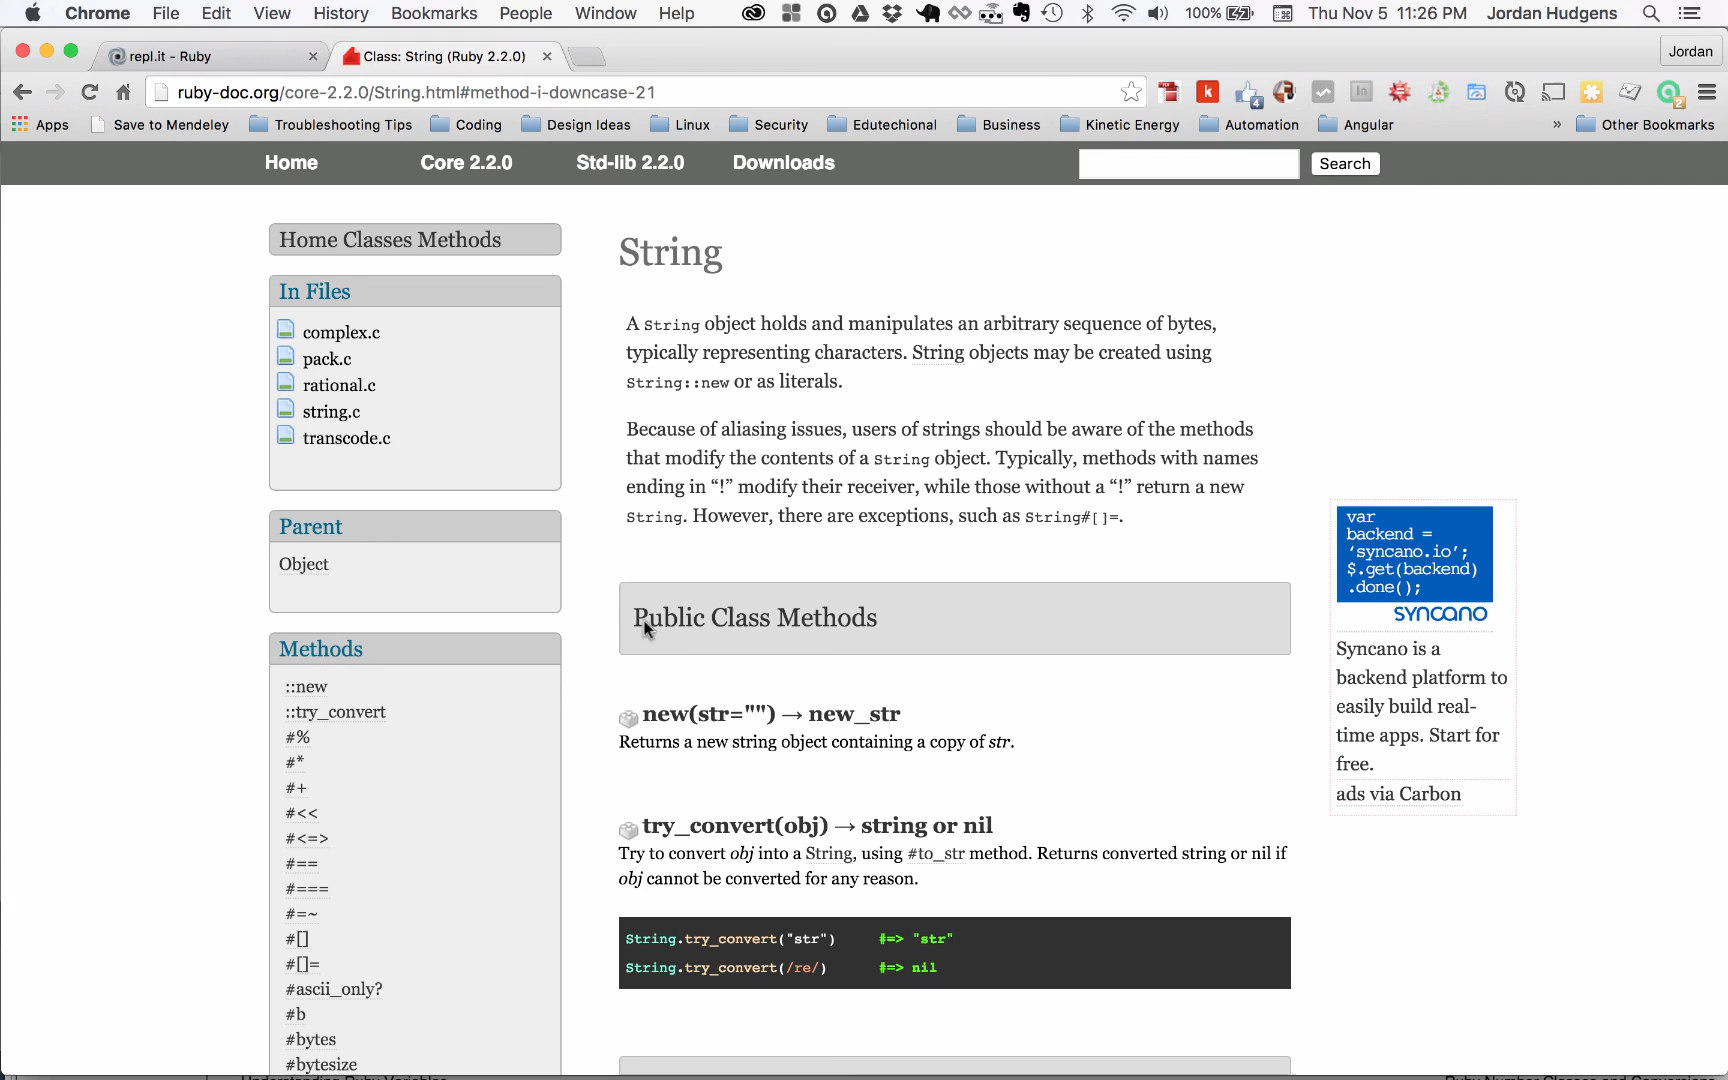 Chrome File Edit View History Bookmarks People Window Help 100% Thu Nov 5 11:26 PM Jordan Hudgens
repl.it - Ruby × Class: String (Ruby 2.2.0) × Jordan
ruby-doc.org/core-2.2.0/String.html#method-i-downcase-21
Apps Save to Mendeley Troubleshooting Tips Coding Design Ideas Linux Security Edutechional Business Kinetic Energy Automation Angular » Other Bookmarks
Home Core 2.2.0 Std-lib 2.2.0 Downloads Search
Home Classes Methods
In Files
complex.c
pack.c
rational.c
string.c
transcode.c
Parent
Object
Methods
::new
::try_convert
#%
#*
#+
#<<
#<=>
#==
#===
#=~
#[]
#[]=
#ascii_only?
#b
#bytes
#bytesize
String
A String object holds and manipulates an arbitrary sequence of bytes,
typically representing characters. String objects may be created using
String::new or as literals.
Because of aliasing issues, users of strings should be aware of the methods
that modify the contents of a String object. Typically, methods with names
ending in “!” modify their receiver, while those without a “!” return a new
String. However, there are exceptions, such as String#[]=.
Public Class Methods
new(str="") → new_str
Returns a new string object containing a copy of str.
try_convert(obj) → string or nil
Try to convert obj into a String, using #to_str method. Returns converted string or nil if
obj cannot be converted for any reason.
String.try_convert("str") #=> "str"
String.try_convert(/re/) #=> nil
var
backend =
‘syncano.io’;
$.get(backend)
.done();
syncano
Syncano is a
backend platform to
easily build real-
time apps. Start for
free.
ads via Carbon